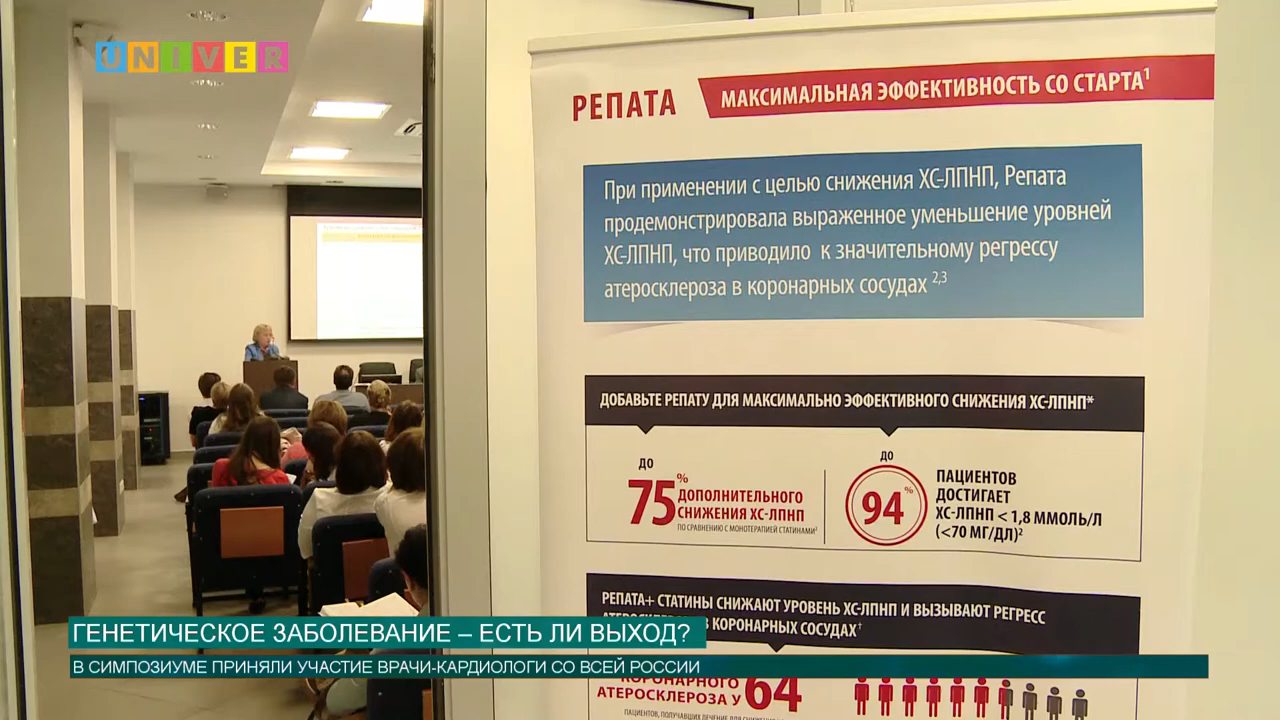 UNIVER
РЕПАТА
МАКСИМАЛЬНАЯ ЭФФЕКТИВНОСТЬ СО СТАРТА¹
При применении с целью снижения ХС-ЛПНП, Репата
продемонстрировала выраженное уменьшение уровней
ХС-ЛПНП, что приводило к значительному регрессу
атеросклероза в коронарных сосудах 2,3
ДОБАВЬТЕ РЕПАТУ ДЛЯ МАКСИМАЛЬНО ЭФФЕКТИВНОГО СНИЖЕНИЯ ХС-ЛПНП*
ДО
75%
ДОПОЛНИТЕЛЬНОГО
СНИЖЕНИЯ ХС-ЛПНП
ПО СРАВНЕНИЮ С МОНОТЕРАПИЕЙ СТАТИНАМИ²
ДО
94%
ПАЦИЕНТОВ
ДОСТИГАЕТ
ХС-ЛПНП < 1,8 ММОЛЬ/Л
(<70 МГ/ДЛ)²
РЕПАТА+ СТАТИНЫ СНИЖАЮТ УРОВЕНЬ ХС-ЛПНП И ВЫЗЫВАЮТ РЕГРЕСС
В КОРОНАРНЫХ СОСУДАХ†
ГЕНЕТИЧЕСКОЕ ЗАБОЛЕВАНИЕ – ЕСТЬ ЛИ ВЫХОД?
В СИМПОЗИУМЕ ПРИНЯЛИ УЧАСТИЕ ВРАЧИ-КАРДИОЛОГИ СО ВСЕЙ РОССИИ
КОРОНАРНОГО
АТЕРОСКЛЕРОЗА У 64